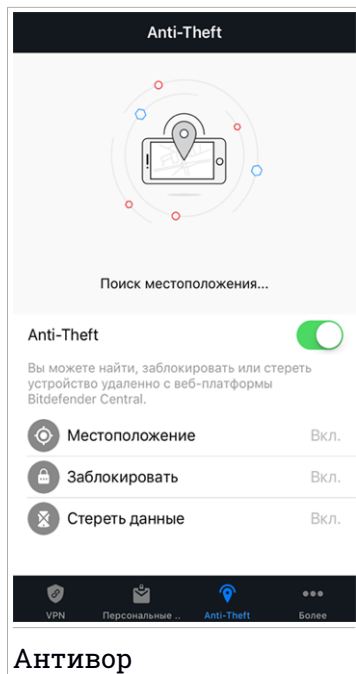 Anti-Theft
Поиск местоположения...
Anti-Theft
Вы можете найти, заблокировать или стереть
устройство удаленно с веб-платформы
Bitdefender Central.
Местоположение Вкл.
Заблокировать Вкл.
Стереть данные Вкл.
VPN Персональные .. Anti-Theft Более
Антивор